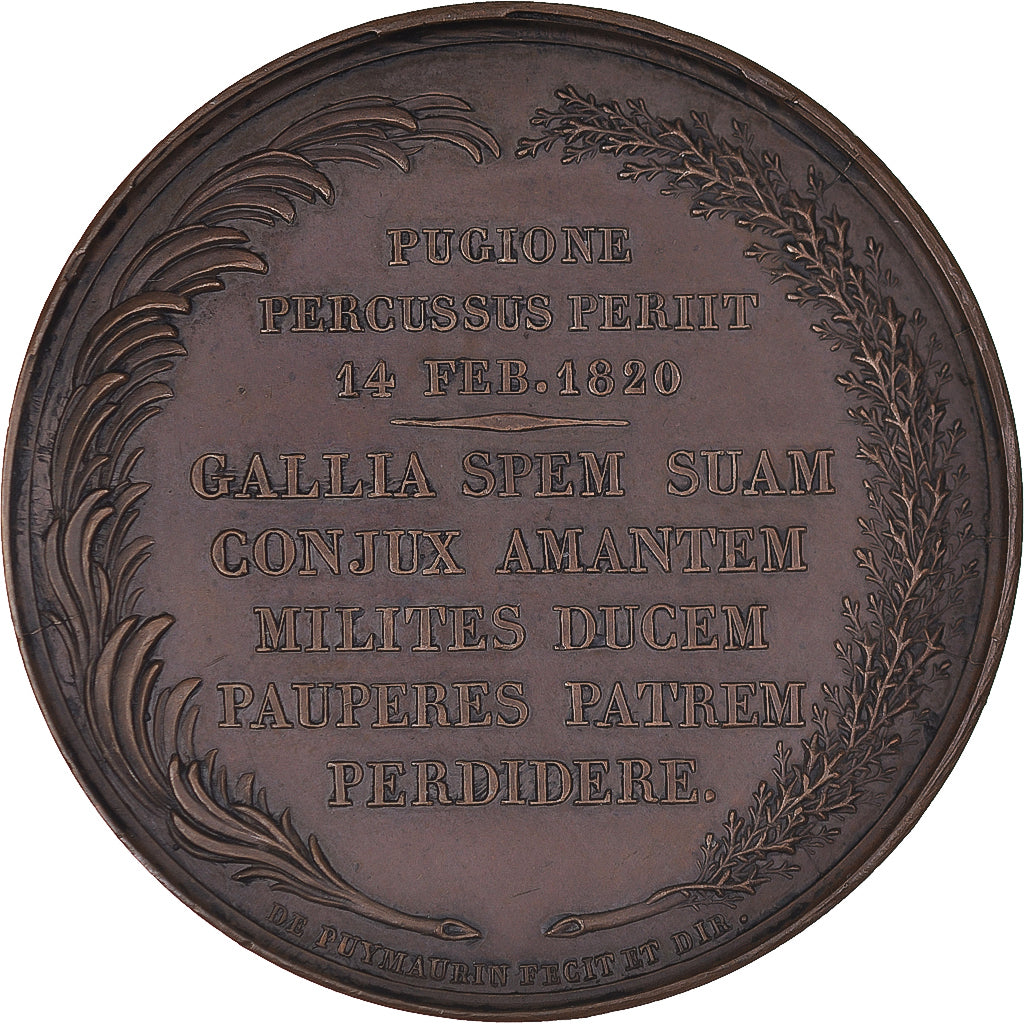 PUGIONE
PERCUSSUS PERIIT
14 FEB. 1820
GALLIA SPEM SUAM
CONJUX AMANTEM
MILITES DUCEM
PAUPERES PATREM
PERDIDERE.
DE PUYMAURIN FECIT ET DIR.